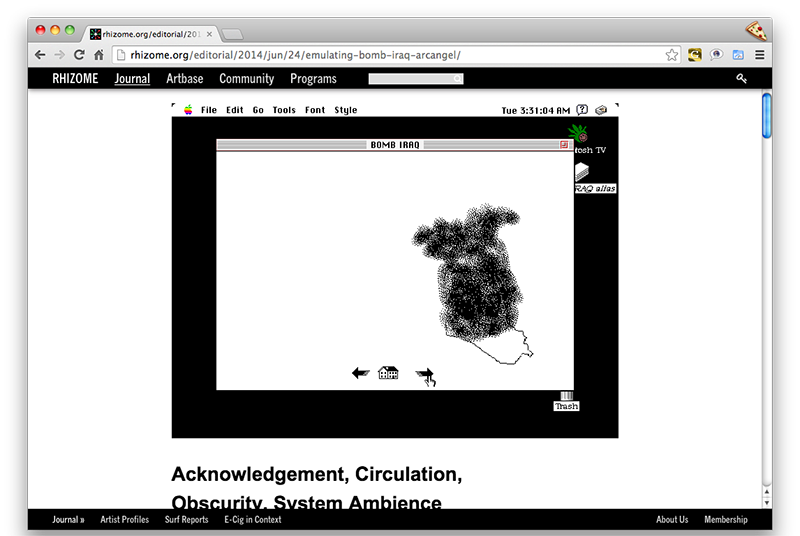 rhizome.org/editorial/201
rhizome.org/editorial/2014/jun/24/emulating-bomb-iraq-arcangel/
RHIZOME Journal Artbase Community Programs
File Edit Go Tools Font Style Tue 3:31:04 AM
BOMB IRAQ
tosh TV
RAQ alias
Trash
Acknowledgement, Circulation,
Obscurity, System Ambience
Journal » Artist Profiles Surf Reports E-Cig in Context About Us Membership